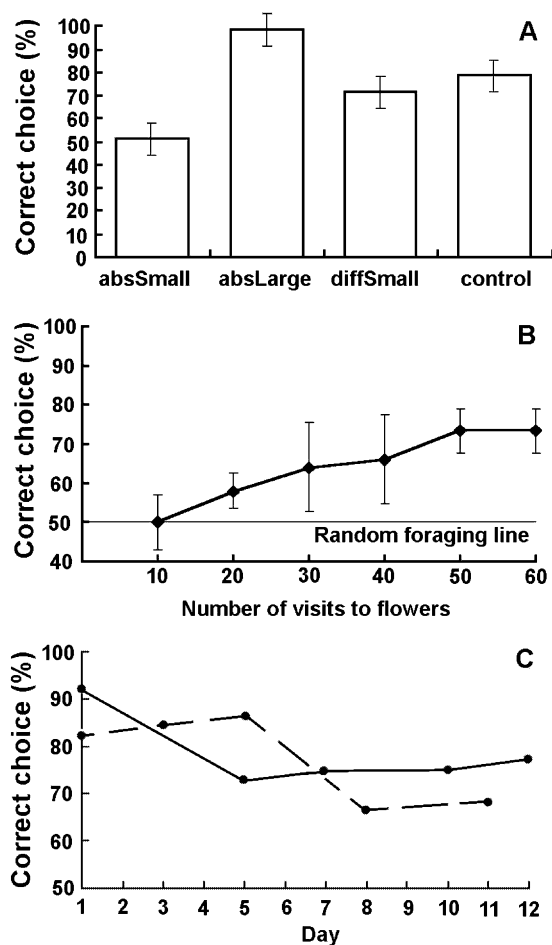 A
Correct choice (%)
100
90
80
70
60
50
40
30
20
10
0
absSmall absLarge diffSmall control
B
Correct choice (%)
100
80
70
60
50
40
Random foraging line
10 20 30 40 50 60
Number of visits to flowers
C
Correct choice (%)
100
90
80
70
50
1 2 3 4 5 6 7 8 9 10 11 12
Day